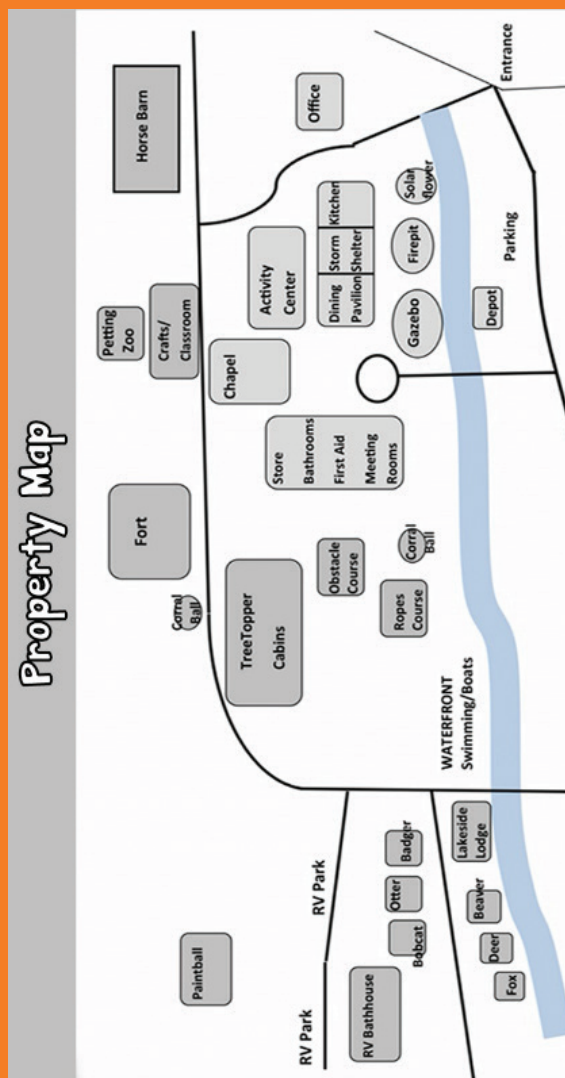 Property Map
Paintball
RV Park
RV Park
RV Bathhouse
Bobcat
Otter
Badger
Fox
Deer
Beaver
Lakeside
Lodge
WATERFRONT
Swimming/Boats
Corral
Ball
Fort
TreeTopper
Cabins
Obstacle
Course
Ropes
Course
Corral
Ball
Store
Bathrooms
First Aid
Meeting
Rooms
Petting
Zoo
Crafts/
Classroom
Horse Barn
Chapel
Activity
Center
Dining
Pavilion
Storm
Shelter
Kitchen
Office
Gazebo
Firepit
Solar
flower
Depot
Parking
Entrance